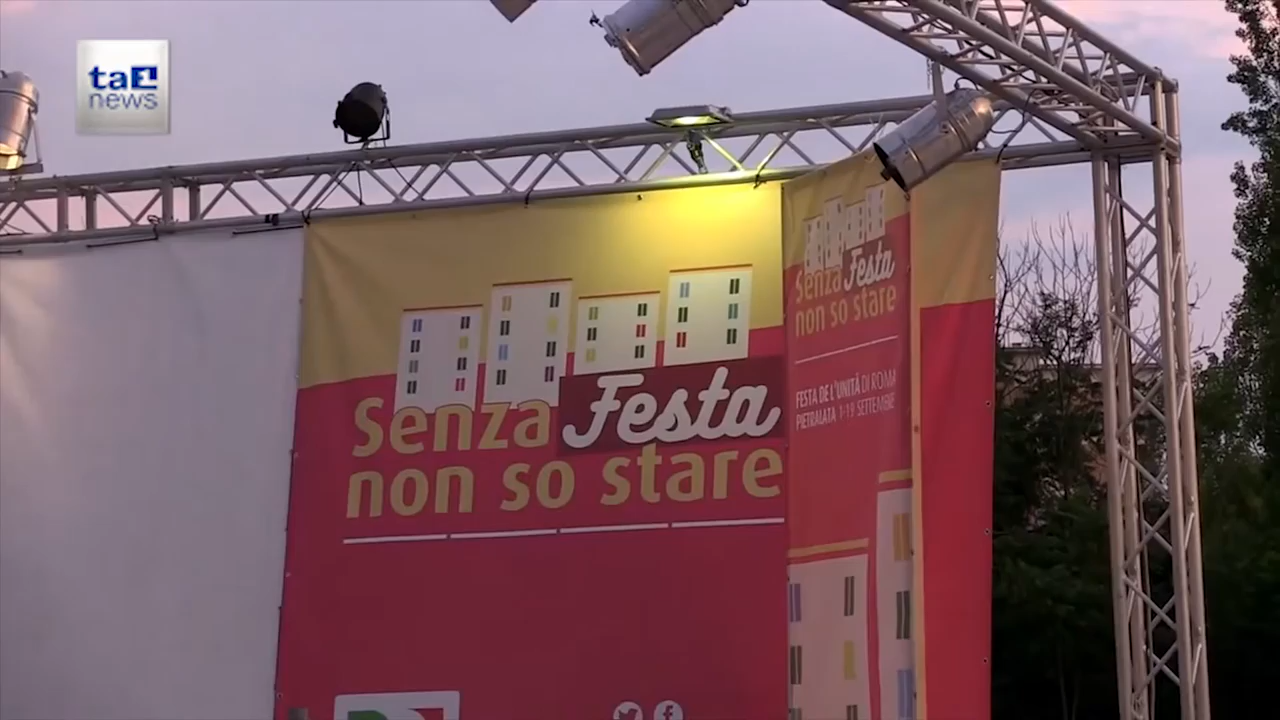 ta1
news
Senza Festa
non so stare
Senza Festa
non so stare
FESTA DE L'UNITÀ DI ROMA
PIETRALATA 1-19 SETTEMBRE